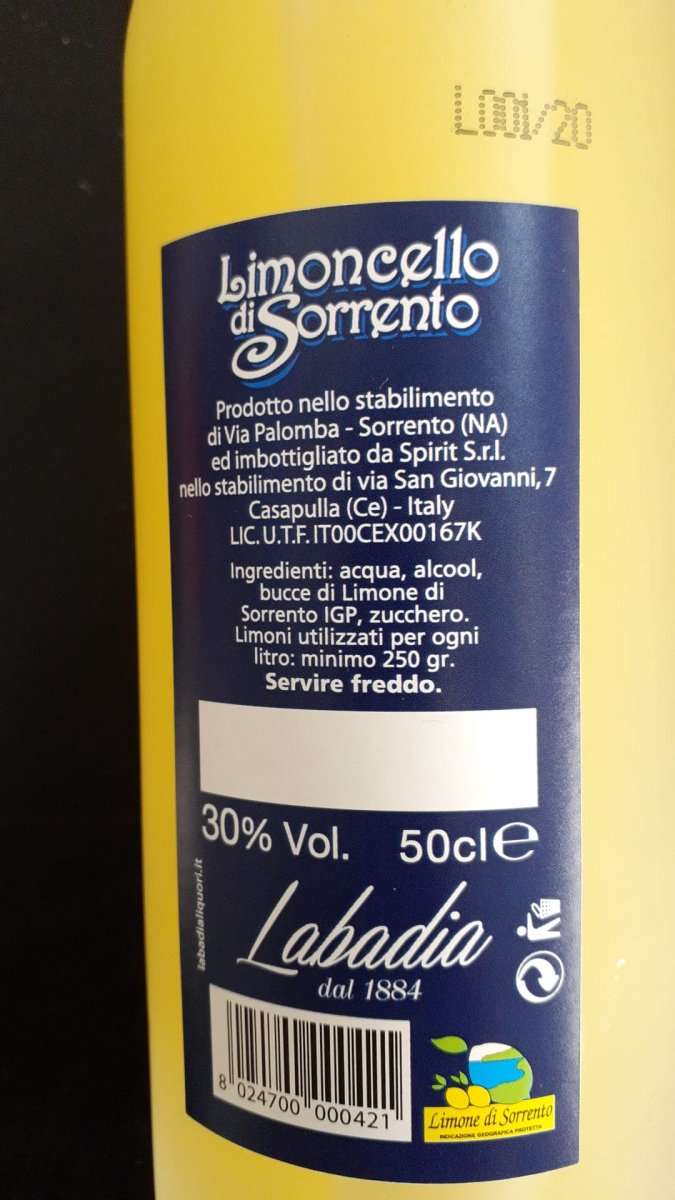 L001/20
Limoncello
di Sorrento
Prodotto nello stabilimento
di Via Palomba - Sorrento (NA)
ed imbottigliato da Spirit S.r.l.
nello stabilimento di via San Giovanni, 7
Casapulla (Ce) - Italy
LIC. U.T.F. IT00CEX00167K
Ingredienti: acqua, alcool,
bucce di Limone di
Sorrento IGP, zucchero.
Limoni utilizzati per ogni
litro: minimo 250 gr.
Servire freddo.
30% Vol. 50cl e
labadialiquori.it
Labadia
dal 1884
8 024700 000421
Limone di Sorrento
INDICAZIONE GEOGRAFICA PROTETTA